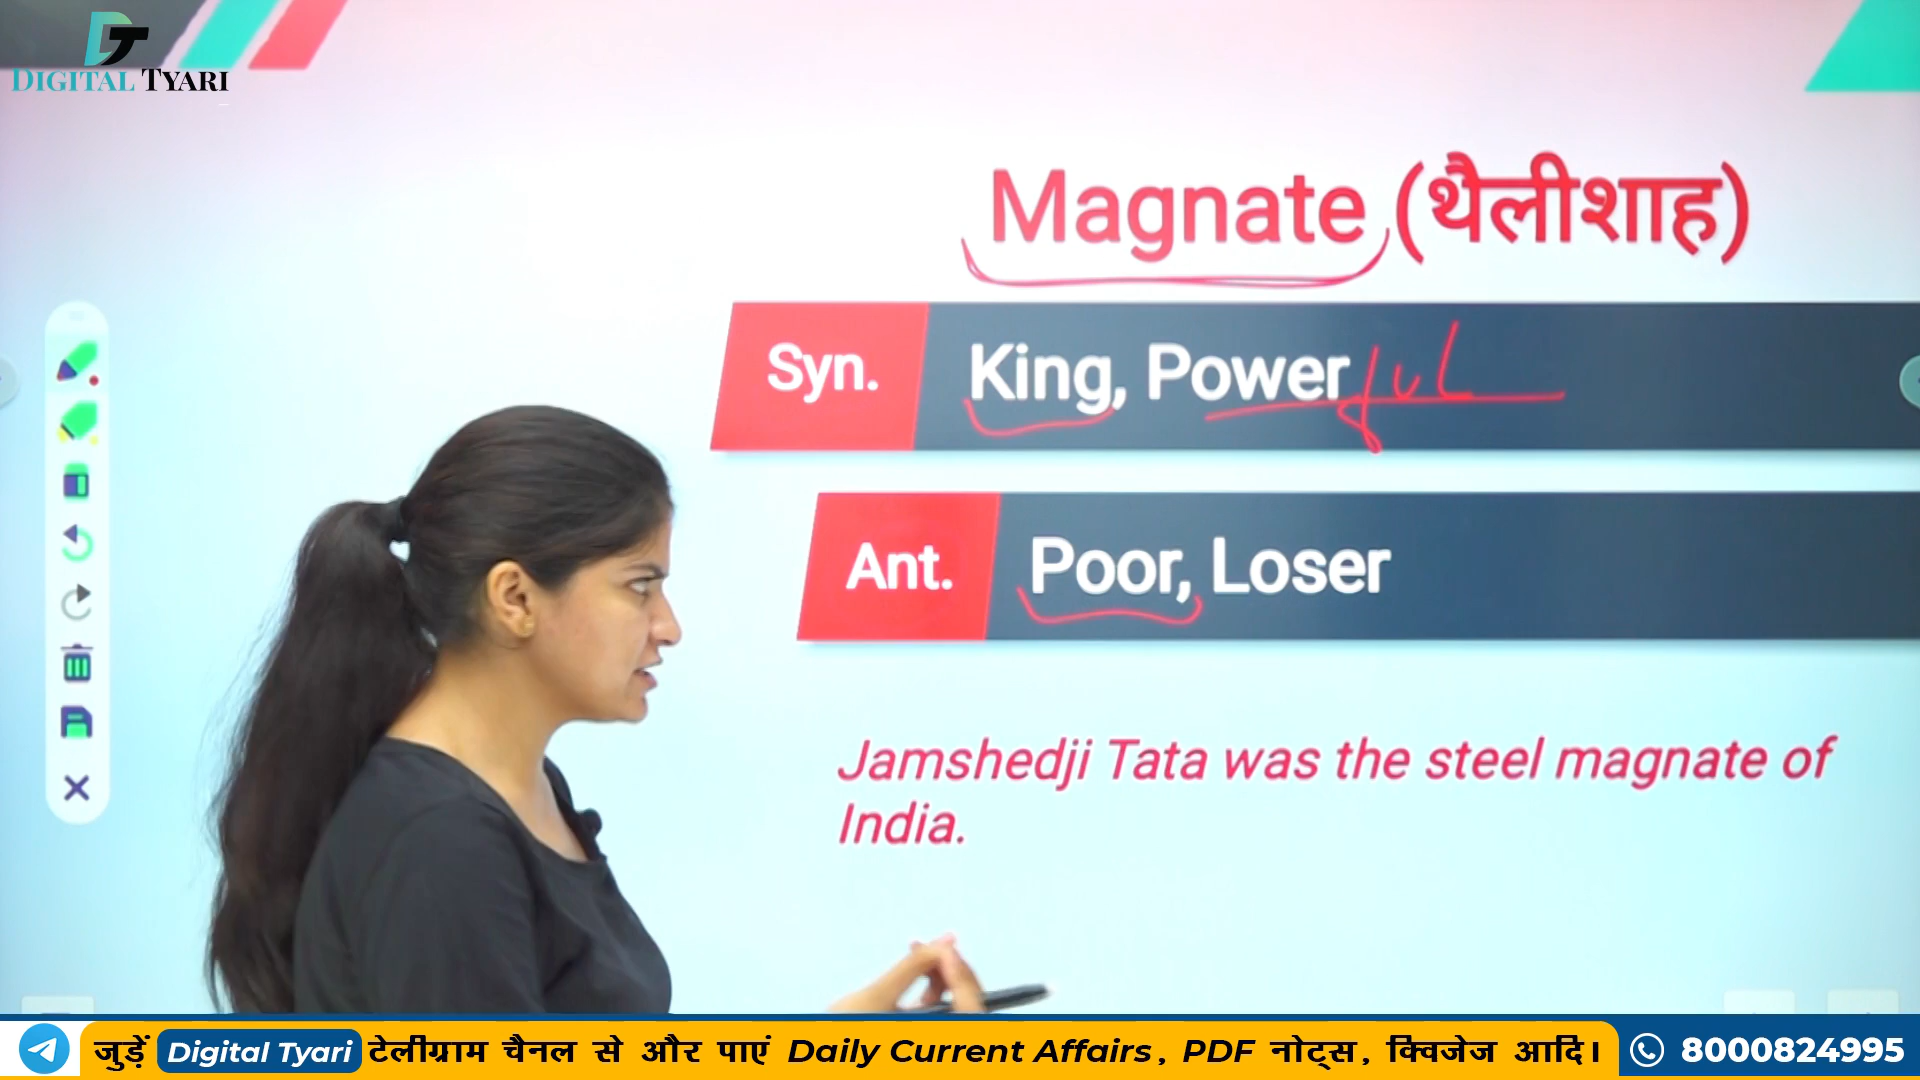 DT
DIGITAL TYARI
Magnate (थैलीशाह)
Syn. King, Powerful
Ant. Poor, Loser
Jamshedji Tata was the steel magnate of
India.
जुड़ें Digital Tyari टेलीग्राम चैनल से और पाएं Daily Current Affairs, PDF नोट्स, क्विजेज आदि। 8000824995